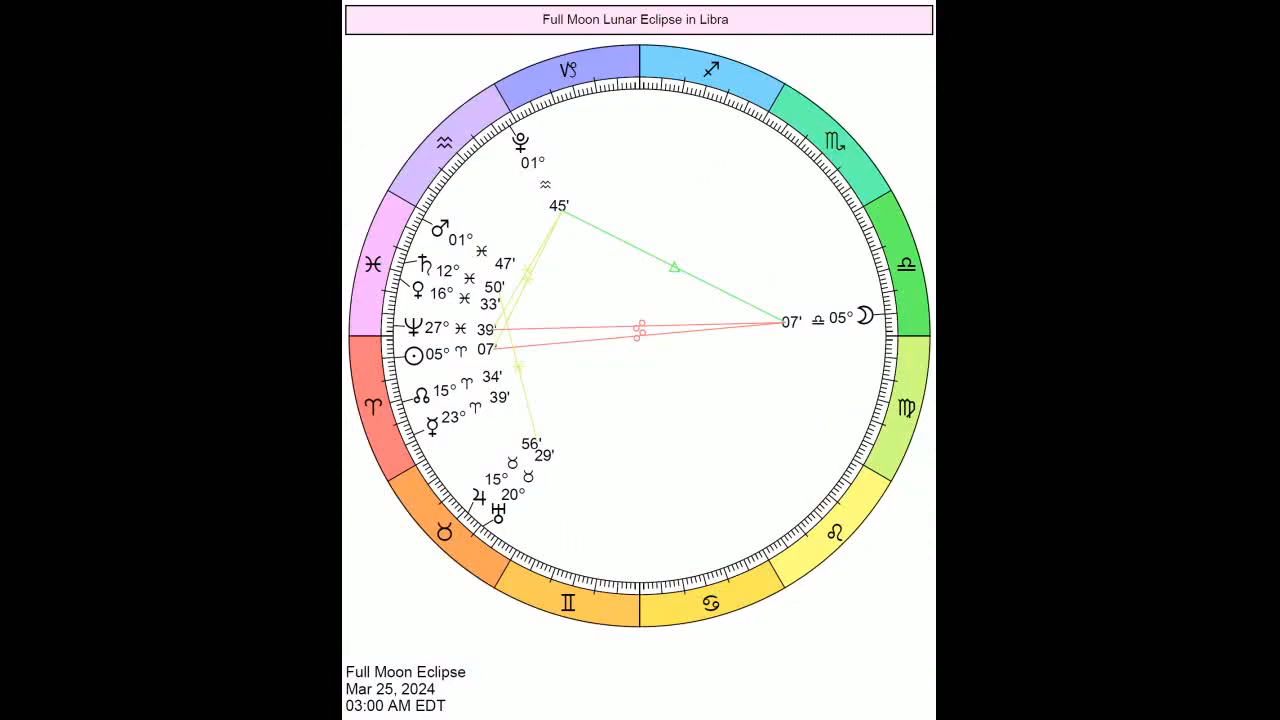 Full Moon Lunar Eclipse in Libra
♑ ♐
♒ ♏
♓ ♎
♈ ♍
♉ ♌
♊ ♋
♇ 01° ♒ 45'
♂ 01° ♓ 47'
♄ 12° ♓ 50'
♀ 16° ♓ 33'
♆ 27° ♓ 39'
☉ 05° ♈ 07'
☊ 15° ♈ 34'
☿ 23° ♈ 39'
♃ 15° ♉ 56'
♅ 20° ♉ 29'
07' ♎ 05° ☽
Full Moon Eclipse
Mar 25, 2024
03:00 AM EDT